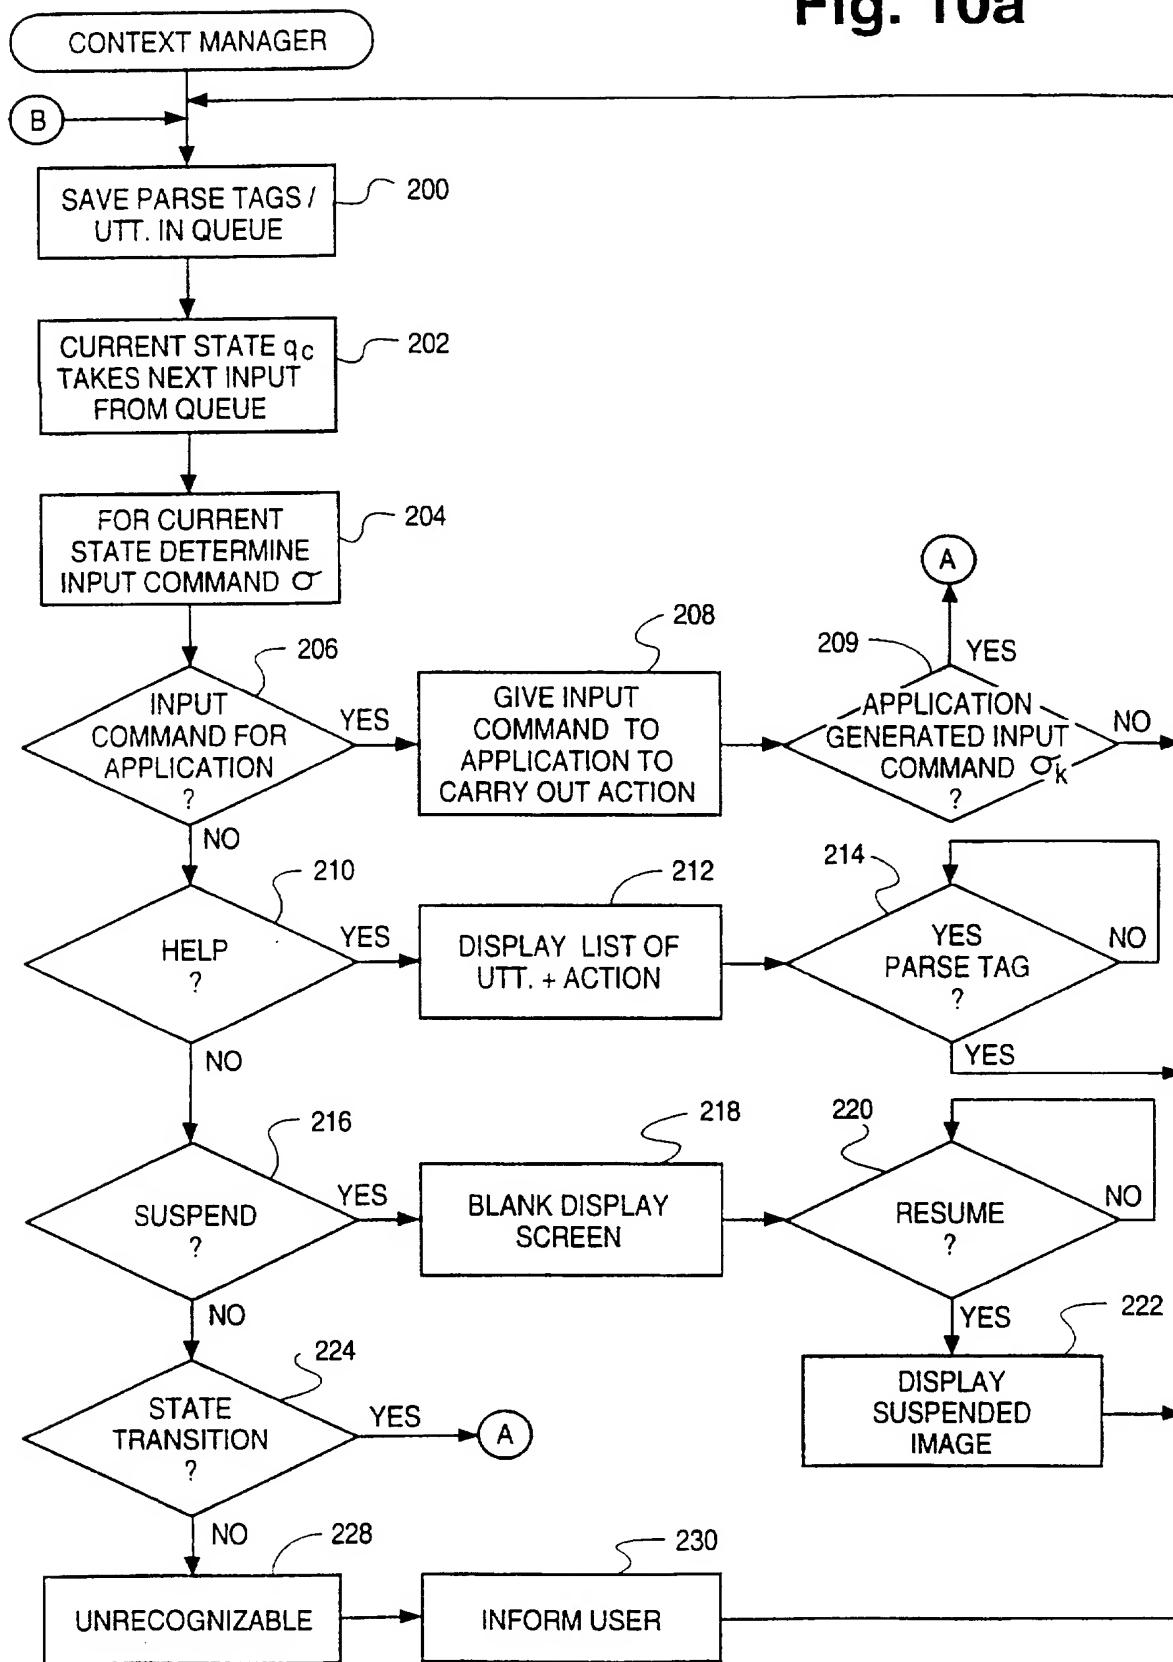 Fig. 10a
CONTEXT MANAGER
B
SAVE PARSE TAGS /
UTT. IN QUEUE
200
CURRENT STATE qc
TAKES NEXT INPUT
FROM QUEUE
202
FOR CURRENT
STATE DETERMINE
INPUT COMMAND σ
204
A
206
INPUT
COMMAND FOR
APPLICATION
?
YES
NO
208
GIVE INPUT
COMMAND TO
APPLICATION TO
CARRY OUT ACTION
209
YES
APPLICATION
GENERATED INPUT
COMMAND σk
?
NO
210
HELP
?
YES
NO
212
DISPLAY LIST OF
UTT. + ACTION
214
YES
PARSE TAG
?
NO
YES
216
SUSPEND
?
YES
NO
218
BLANK DISPLAY
SCREEN
220
RESUME
?
NO
YES
222
DISPLAY
SUSPENDED
IMAGE
224
STATE
TRANSITION
?
YES
A
NO
228
UNRECOGNIZABLE
230
INFORM USER